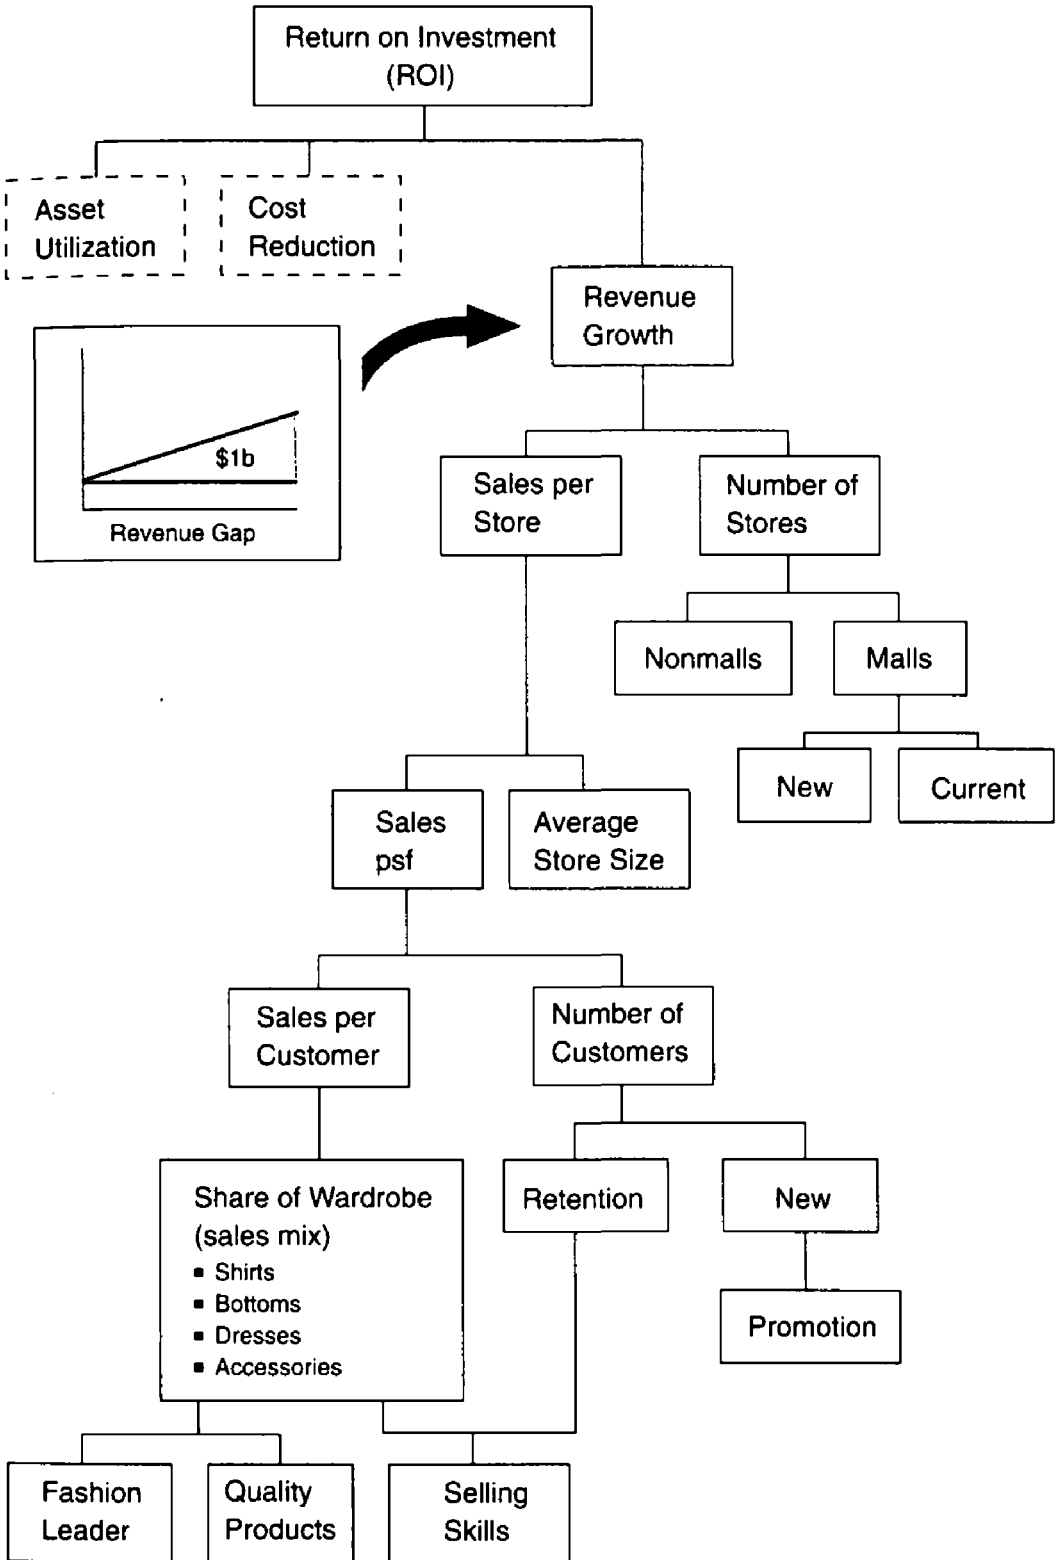 Return on Investment
(ROI)
Asset
Utilization
Cost
Reduction
Revenue
Growth
$1b
Revenue Gap
Sales per
Store
Number of
Stores
Nonmalls
Malls
New
Current
Sales
psf
Average
Store Size
Sales per
Customer
Number of
Customers
Share of Wardrobe
(sales mix)
▪ Shirts
▪ Bottoms
▪ Dresses
▪ Accessories
Retention
New
Promotion
Fashion
Leader
Quality
Products
Selling
Skills